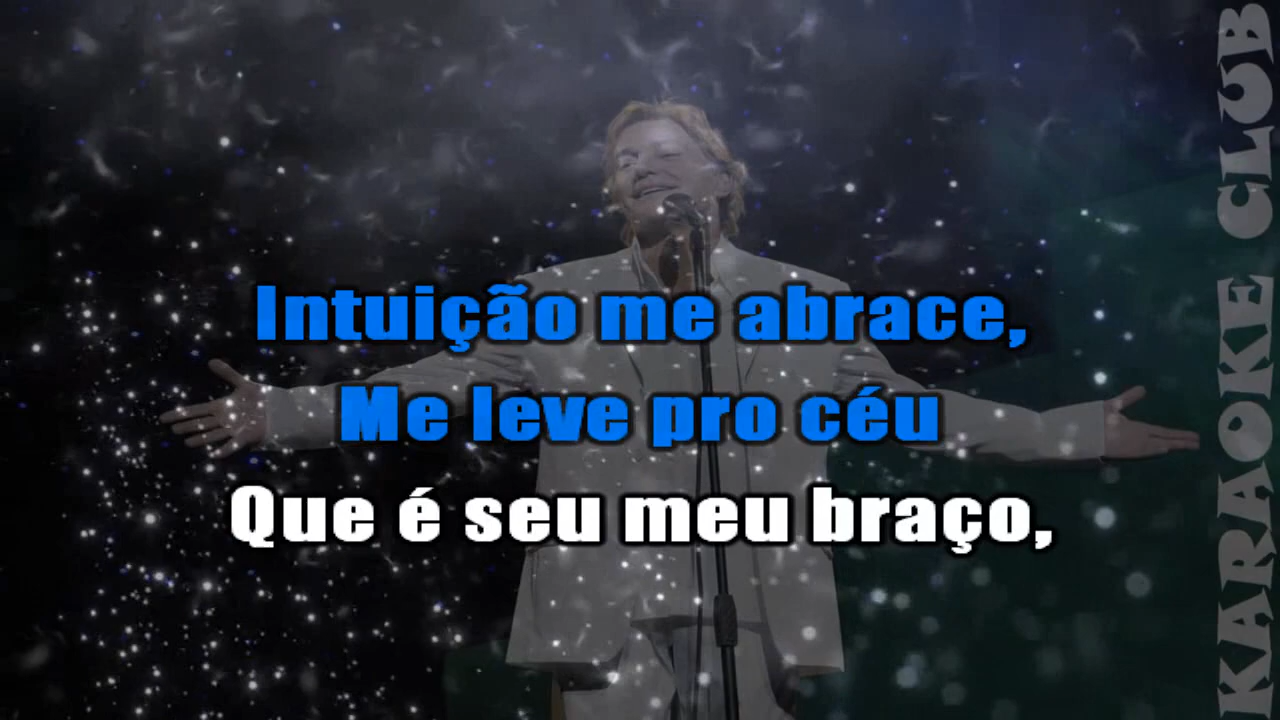 Intuição me abrace,
Me leve pro céu
Que é seu meu braço,
KARAOKE CLUB